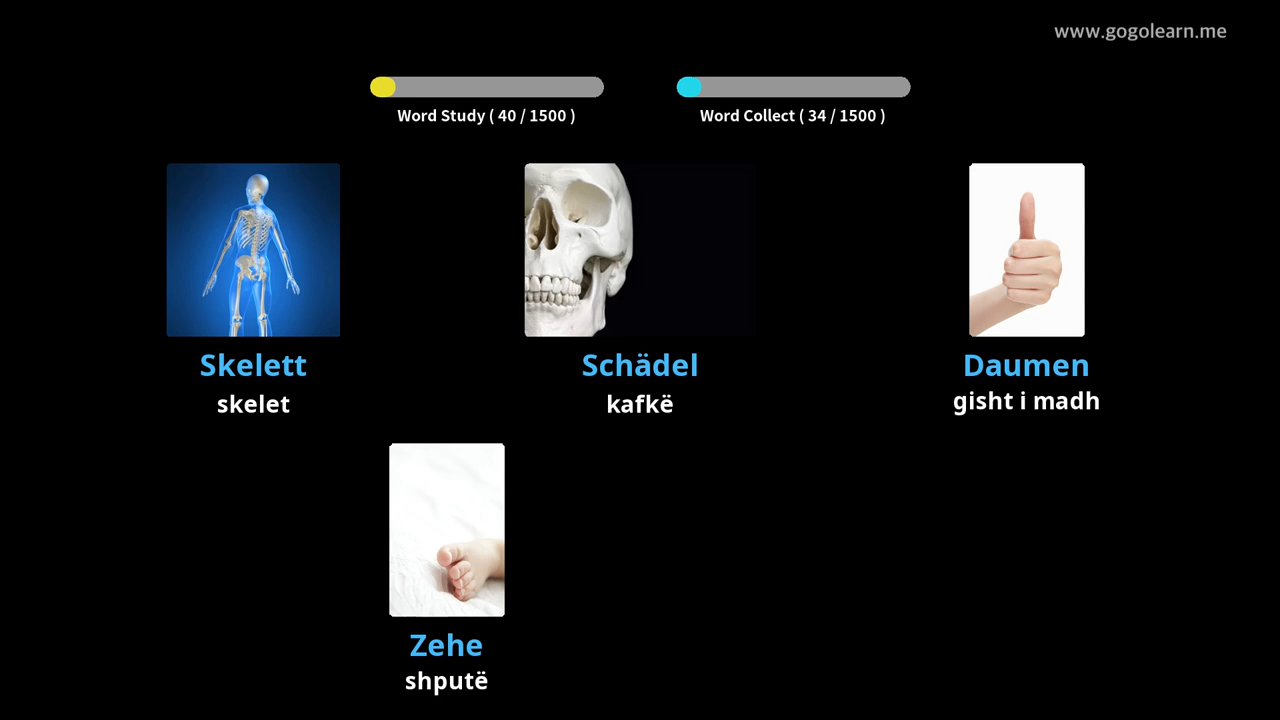 www.gogolearn.me
Word Study ( 40 / 1500 )
Word Collect ( 34 / 1500 )
Skelett
skelet
Schädel
kafkë
Daumen
gisht i madh
Zehe
shputë